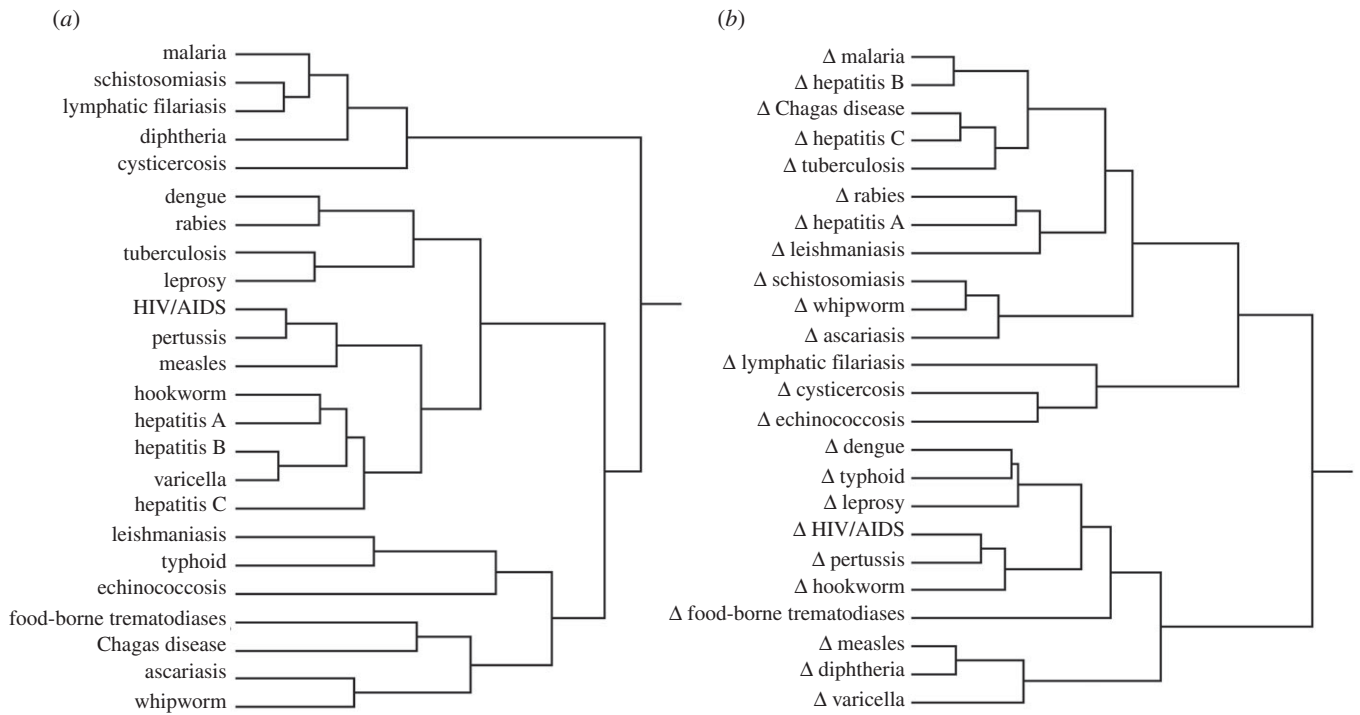 (a)
malaria
schistosomiasis
lymphatic filariasis
diphtheria
cysticercosis
dengue
rabies
tuberculosis
leprosy
HIV/AIDS
pertussis
measles
hookworm
hepatitis A
hepatitis B
varicella
hepatitis C
leishmaniasis
typhoid
echinococcosis
food-borne trematodiases
Chagas disease
ascariasis
whipworm
(b)
Δ malaria
Δ hepatitis B
Δ Chagas disease
Δ hepatitis C
Δ tuberculosis
Δ rabies
Δ hepatitis A
Δ leishmaniasis
Δ schistosomiasis
Δ whipworm
Δ ascariasis
Δ lymphatic filariasis
Δ cysticercosis
Δ echinococcosis
Δ dengue
Δ typhoid
Δ leprosy
Δ HIV/AIDS
Δ pertussis
Δ hookworm
Δ food-borne trematodiases
Δ measles
Δ diphtheria
Δ varicella